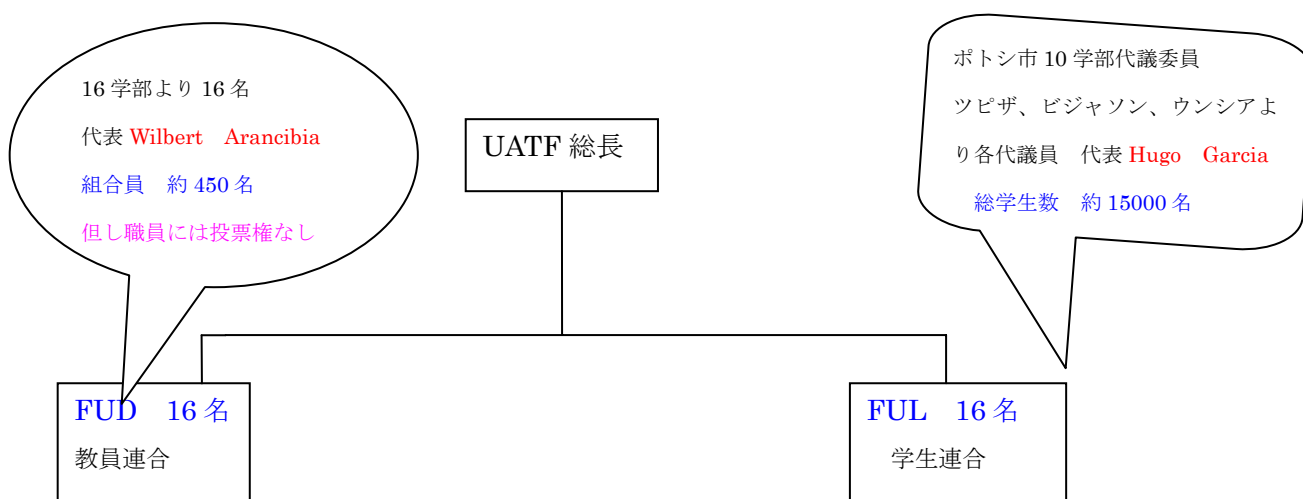 16 学部より 16 名
代表 Wilbert　Arancibia
組合員　約 450 名
但し職員には投票権なし
UATF 総長
ポトシ市 10 学部代議委員
ツピザ、ビジャソン、ウンシアよ
り各代議員　代表 Hugo　Garcia
総学生数　約 15000 名
FUD　16 名
教員連合
FUL　16 名
学生連合